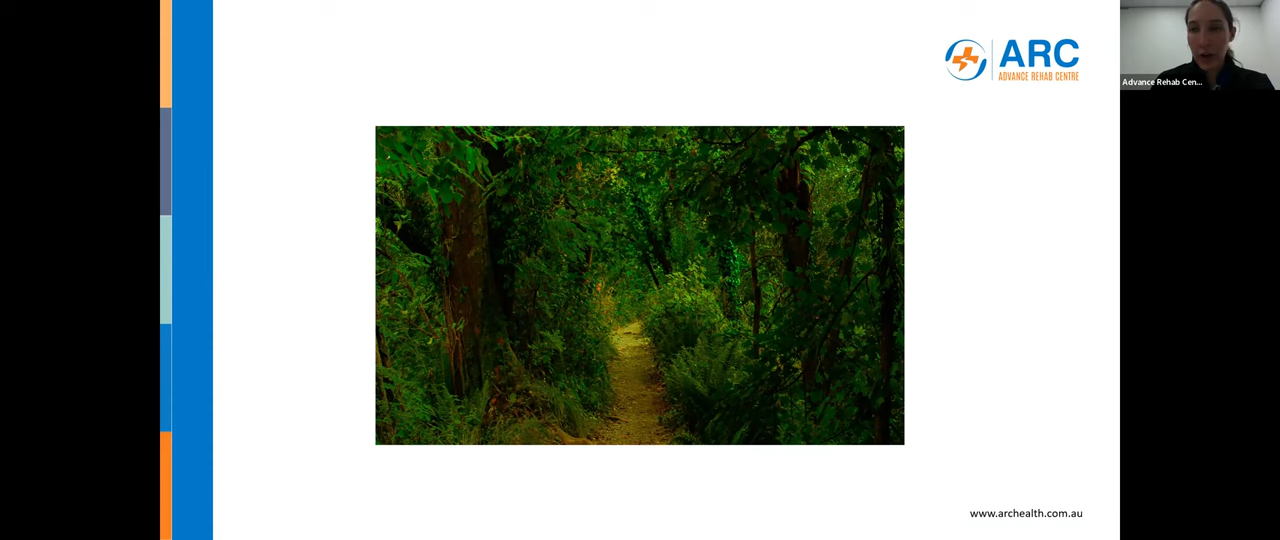 ARC
ADVANCE REHAB CENTRE
Advance Rehab Cen...
www.archealth.com.au